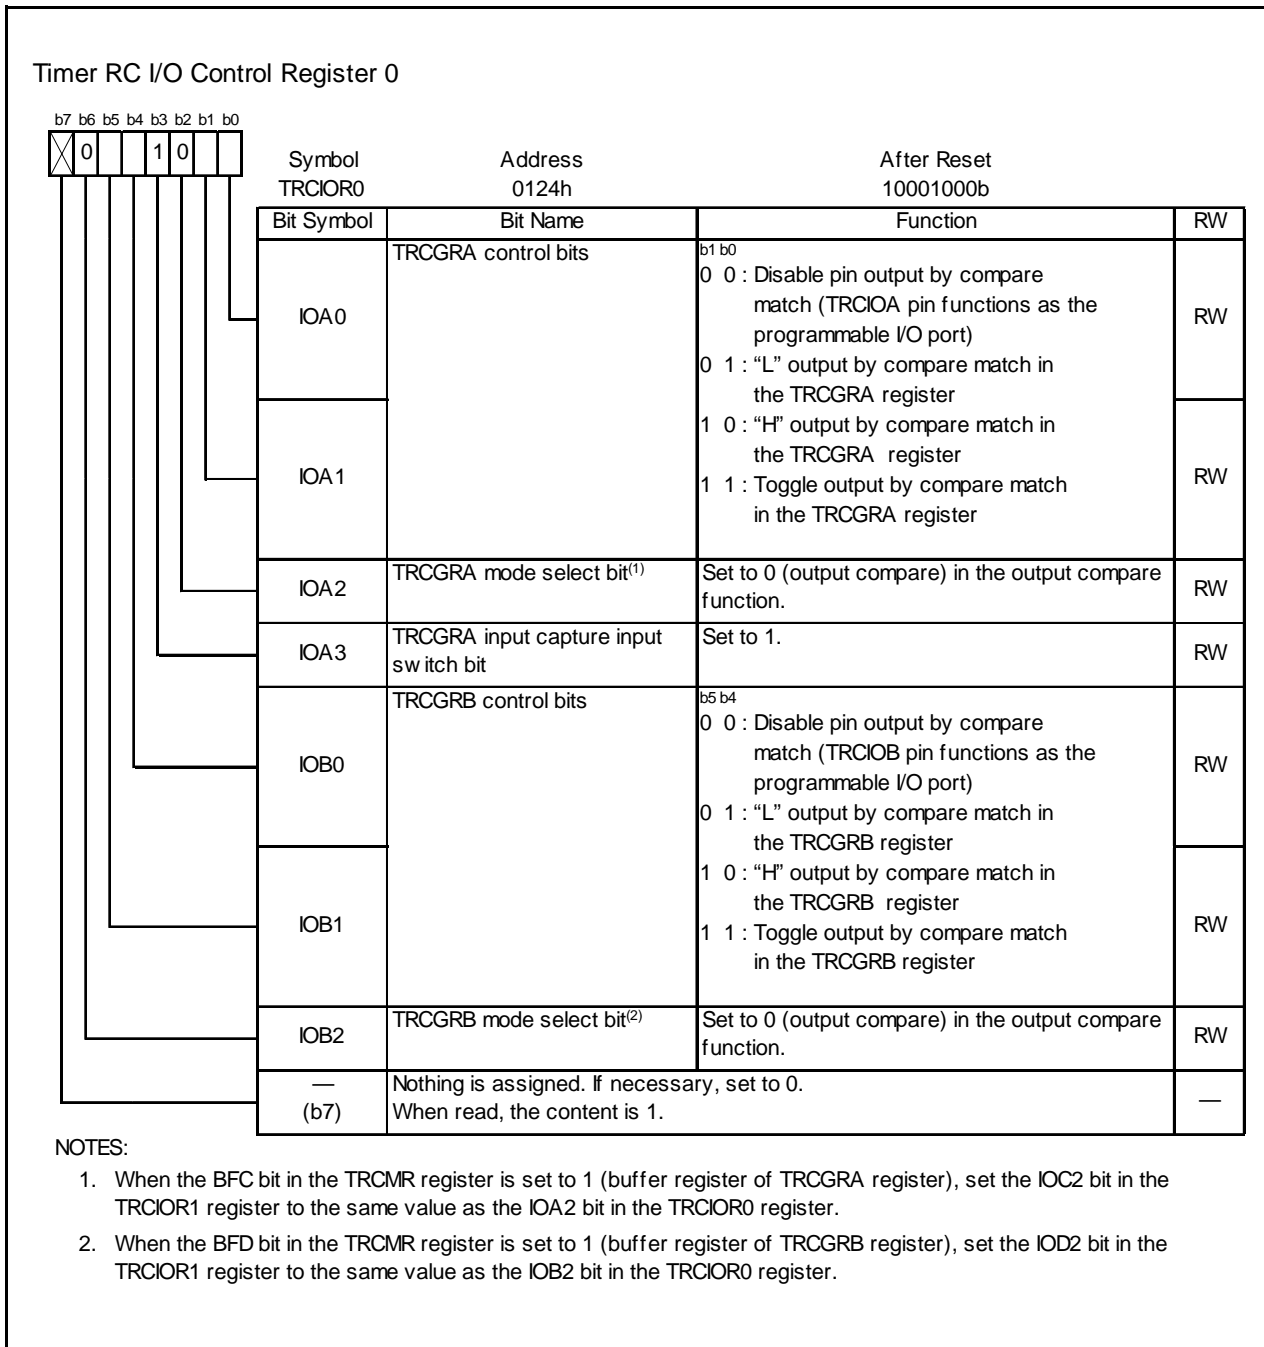 Timer RC I/O Control Register 0
b7 b6 b5 b4 b3 b2 b1 b0
0 1 0
Symbol Address After Reset
TRCIOR0 0124h 10001000b
Bit Symbol Bit Name Function RW
IOA0
TRCGRA control bits
b1 b0
0 0 : Disable pin output by compare
match (TRCIOA pin functions as the
programmable I/O port)
0 1 : “L” output by compare match in
the TRCGRA register
1 0 : “H” output by compare match in
the TRCGRA register
1 1 : Toggle output by compare match
in the TRCGRA register
RW
IOA1
RW
IOA2
TRCGRA mode select bit(1)
Set to 0 (output compare) in the output compare
function.
RW
IOA3
TRCGRA input capture input
switch bit
Set to 1.
RW
IOB0
TRCGRB control bits
b5 b4
0 0 : Disable pin output by compare
match (TRCIOB pin functions as the
programmable I/O port)
0 1 : “L” output by compare match in
the TRCGRB register
1 0 : “H” output by compare match in
the TRCGRB register
1 1 : Toggle output by compare match
in the TRCGRB register
RW
IOB1
RW
IOB2
TRCGRB mode select bit(2)
Set to 0 (output compare) in the output compare
function.
RW
—
(b7)
Nothing is assigned. If necessary, set to 0.
When read, the content is 1.
—
NOTES:
1. When the BFC bit in the TRCMR register is set to 1 (buffer register of TRCGRA register), set the IOC2 bit in the
TRCIOR1 register to the same value as the IOA2 bit in the TRCIOR0 register.
2. When the BFD bit in the TRCMR register is set to 1 (buffer register of TRCGRB register), set the IOD2 bit in the
TRCIOR1 register to the same value as the IOB2 bit in the TRCIOR0 register.